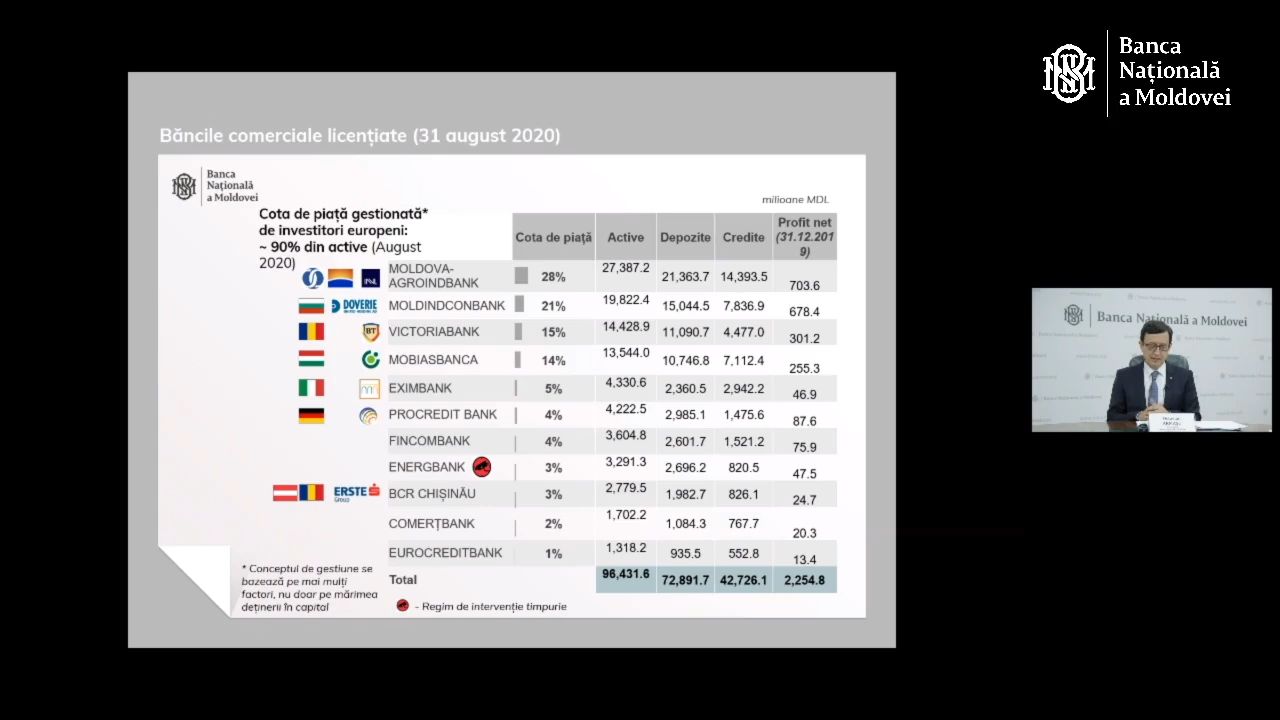 Banca
Națională
a Moldovei
Băncile comerciale licențiate (31 august 2020)
Banca
Națională
a Moldovei
milioane MDL
Cota de piață gestionată*
de investitori europeni:
~ 90% din active (August
2020)
Cota de piață Active Depozite Credite Profit net (31.12.2019)
MOLDOVA-AGROINDBANK 28% 27,387.2 21,363.7 14,393.5 703.6
DOVERIE MOLDINDCONBANK 21% 19,822.4 15,044.5 7,836.9 678.4
BT VICTORIABANK 15% 14,428.9 11,090.7 4,477.0 301.2
MOBIASBANCA 14% 13,544.0 10,746.8 7,112.4 255.3
EXIMBANK 5% 4,330.6 2,360.5 2,942.2 46.9
PROCREDIT BANK 4% 4,222.5 2,985.1 1,475.6 87.6
FINCOMBANK 4% 3,604.8 2,601.7 1,521.2 75.9
ENERGBANK 3% 3,291.3 2,696.2 820.5 47.5
ERSTE Group BCR CHIȘINĂU 3% 2,779.5 1,982.7 826.1 24.7
COMERȚBANK 2% 1,702.2 1,084.3 767.7 20.3
EUROCREDITBANK 1% 1,318.2 935.5 552.8 13.4
Total 96,431.6 72,891.7 42,726.1 2,254.8
* Conceptul de gestiune se
bazează pe mai mulți
factori, nu doar pe mărimea
deținerii în capital
- Regim de intervenție timpurie
Banca Națională a Moldovei